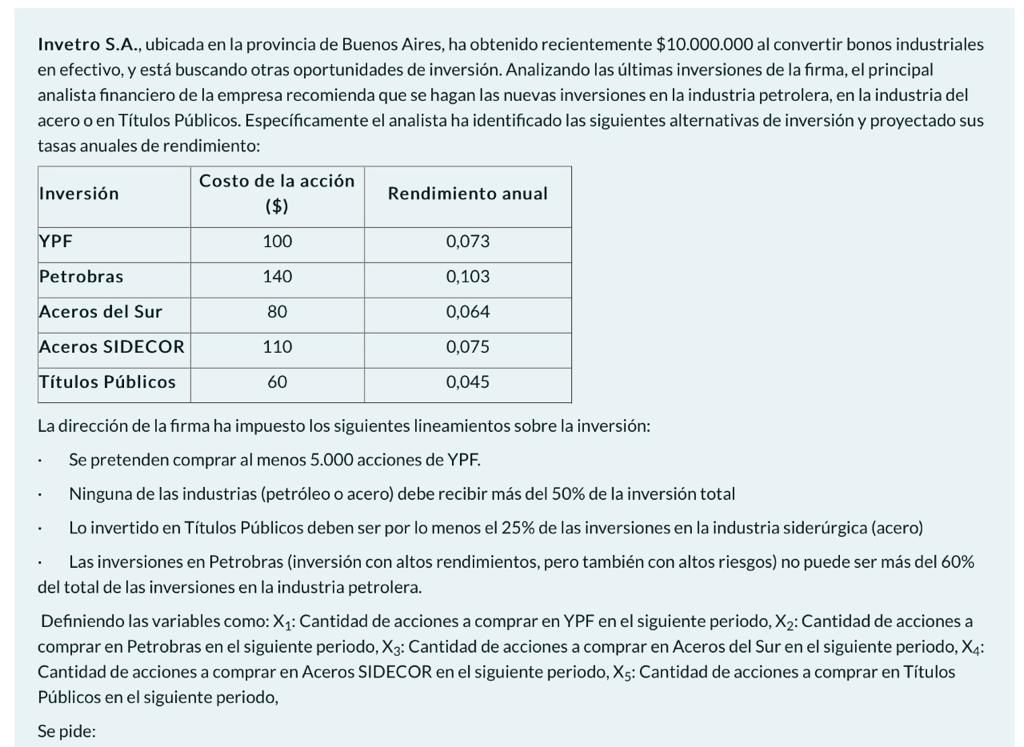 Invetro S.A., ubicada en la provincia de Buenos Aires, ha obtenido recientemente $10.000.000 al convertir bonos industriales
en efectivo, y está buscando otras oportunidades de inversión. Analizando las últimas inversiones de la firma, el principal
analista financiero de la empresa recomienda que se hagan las nuevas inversiones en la industria petrolera, en la industria del
acero o en Títulos Públicos. Específicamente el analista ha identificado las siguientes alternativas de inversión y proyectado sus
tasas anuales de rendimiento:
Inversión Costo de la acción ($) Rendimiento anual
YPF 100 0,073
Petrobras 140 0,103
Aceros del Sur 80 0,064
Aceros SIDECOR 110 0,075
Títulos Públicos 60 0,045
La dirección de la firma ha impuesto los siguientes lineamientos sobre la inversión:
· Se pretenden comprar al menos 5.000 acciones de YPF.
· Ninguna de las industrias (petróleo o acero) debe recibir más del 50% de la inversión total
· Lo invertido en Títulos Públicos deben ser por lo menos el 25% de las inversiones en la industria siderúrgica (acero)
· Las inversiones en Petrobras (inversión con altos rendimientos, pero también con altos riesgos) no puede ser más del 60%
del total de las inversiones en la industria petrolera.
Definiendo las variables como: X₁: Cantidad de acciones a comprar en YPF en el siguiente periodo, X₂: Cantidad de acciones a
comprar en Petrobras en el siguiente periodo, X₃: Cantidad de acciones a comprar en Aceros del Sur en el siguiente periodo, X₄:
Cantidad de acciones a comprar en Aceros SIDECOR en el siguiente periodo, X₅: Cantidad de acciones a comprar en Títulos
Públicos en el siguiente periodo,
Se pide: